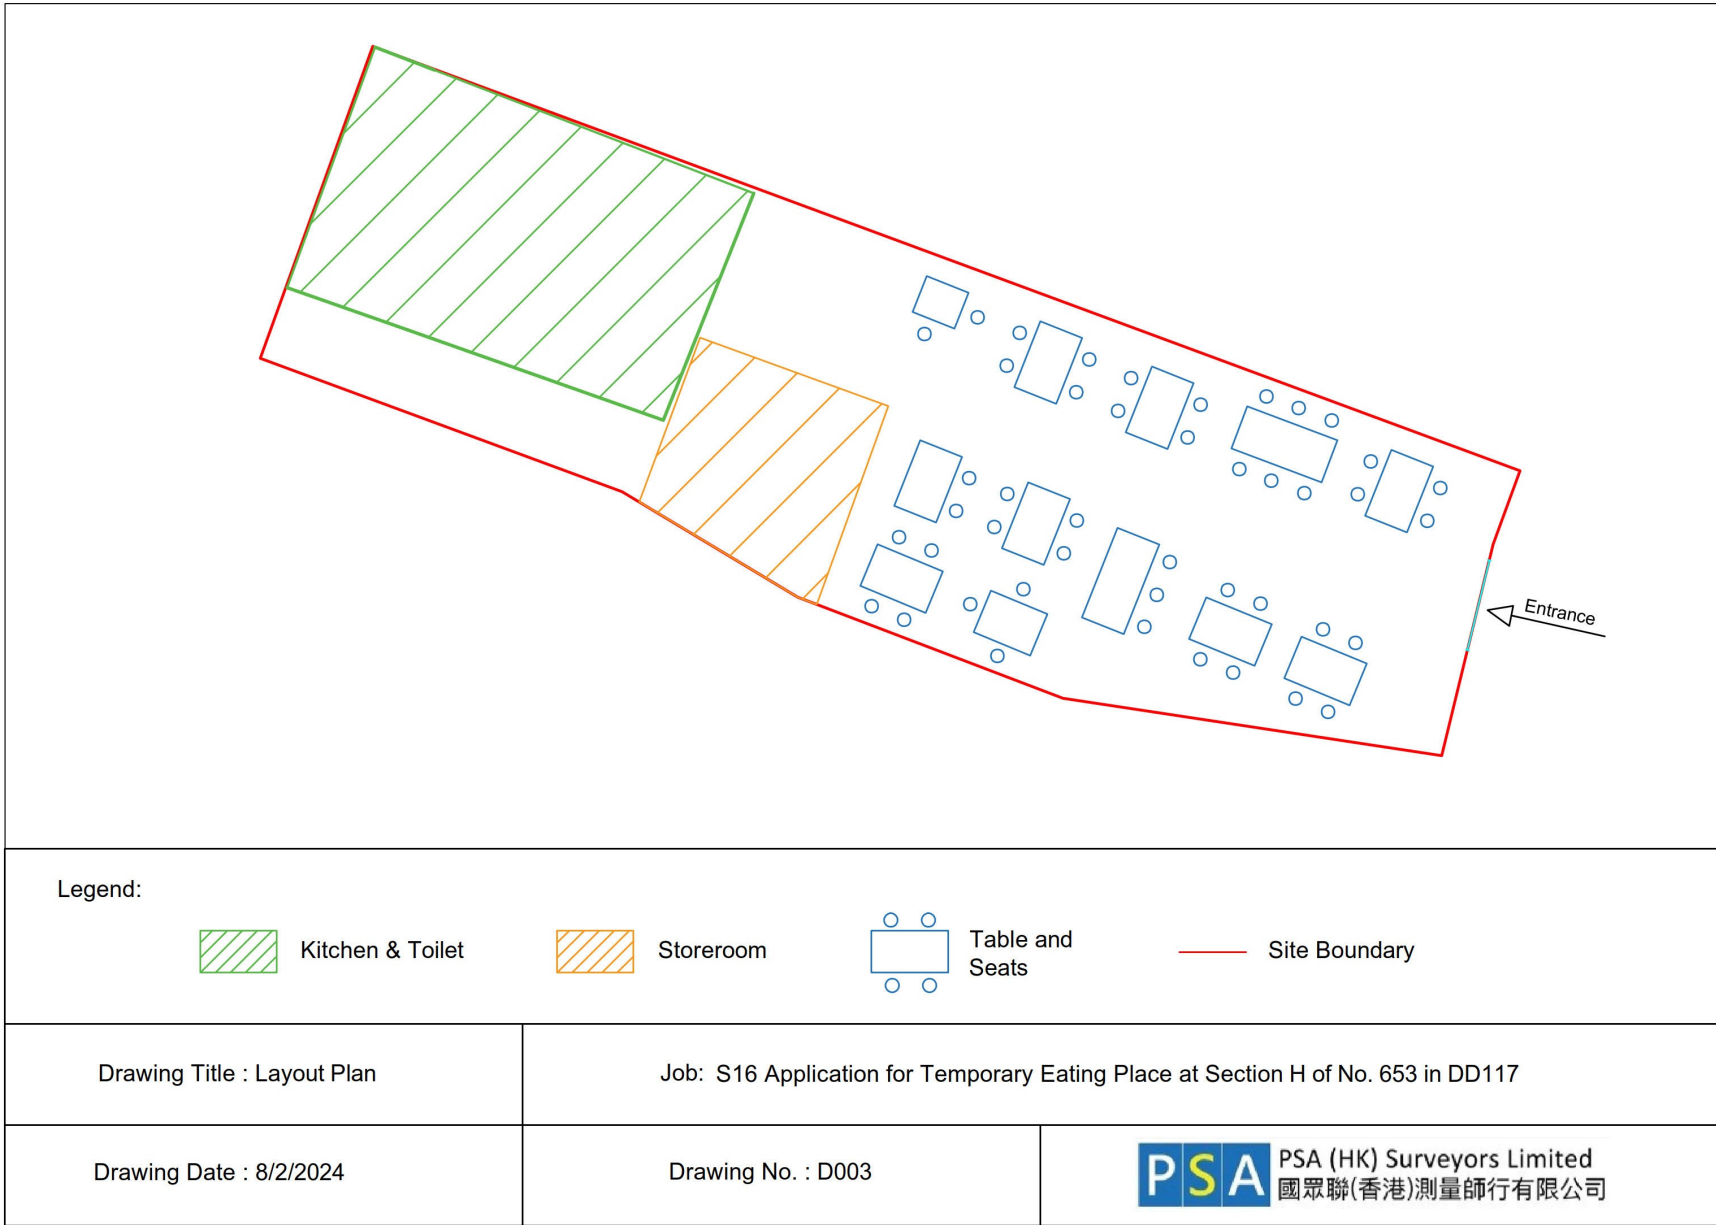 Entrance
Legend:
Kitchen & Toilet
Storeroom
Table and
Seats
Site Boundary
Drawing Title : Layout Plan
Job: S16 Application for Temporary Eating Place at Section H of No. 653 in DD117
Drawing Date : 8/2/2024
Drawing No. : D003
PSA
PSA (HK) Surveyors Limited
國眾聯(香港)測量師行有限公司